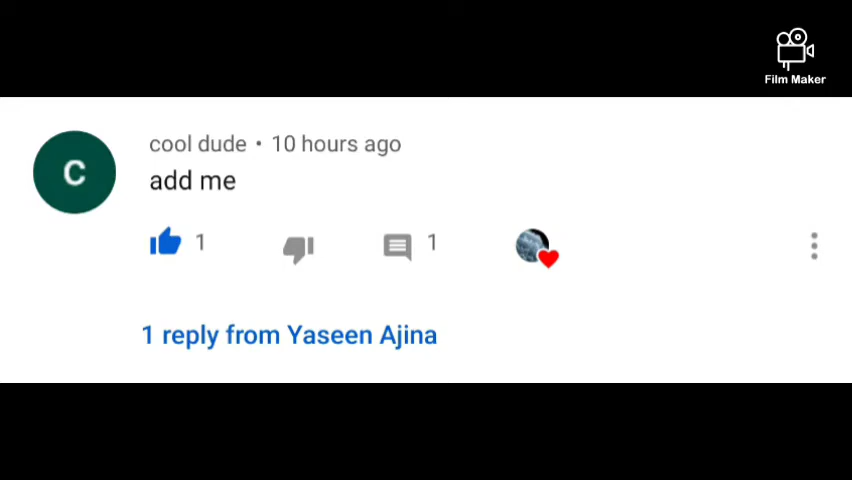 Film Maker
C
cool dude • 10 hours ago
add me
1
1
1 reply from Yaseen Ajina